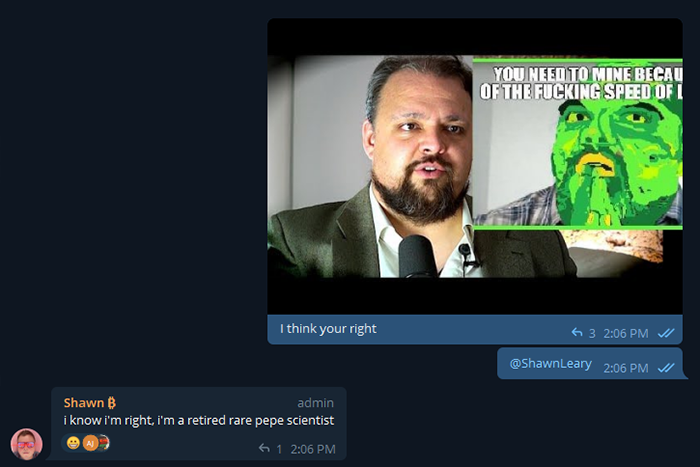 YOU NEED TO MINE BECAU
OF THE FUCKING SPEED OF L
I think your right
3 2:06 PM
@ShawnLeary
2:06 PM
Shawn ₿ admin
i know i'm right, i'm a retired rare pepe scientist
AJ
1 2:06 PM